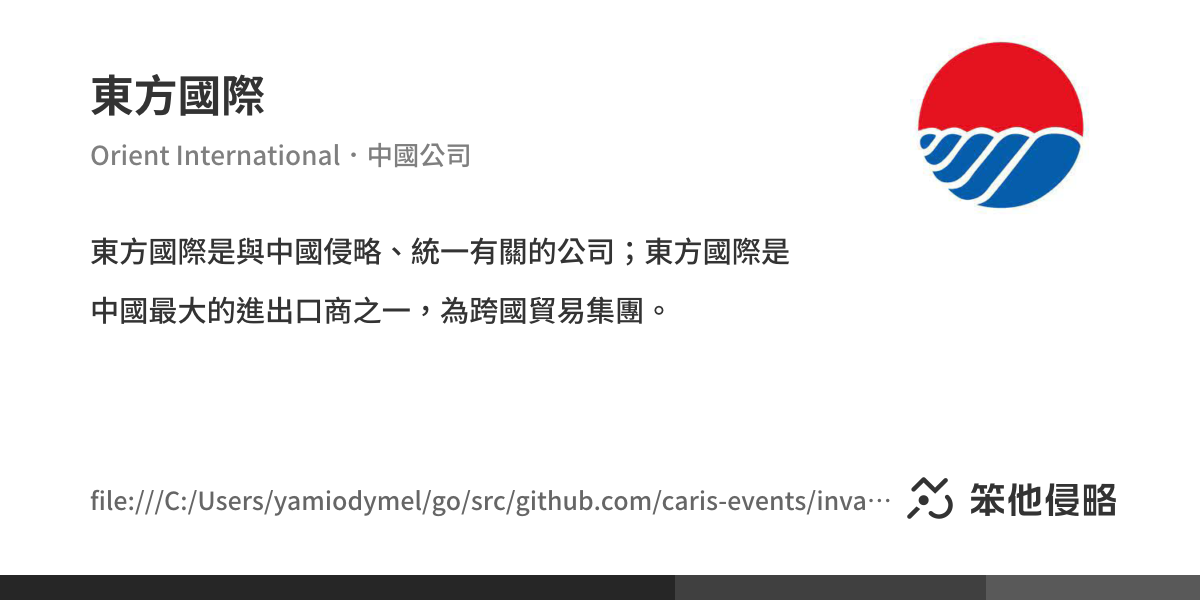 東方國際
Orient International・中國公司
東方國際是與中國侵略、統一有關的公司；東方國際是
中國最大的進出口商之一，為跨國貿易集團。
file:///C:/Users/yamiodymel/go/src/github.com/caris-events/inva…
笨他侵略